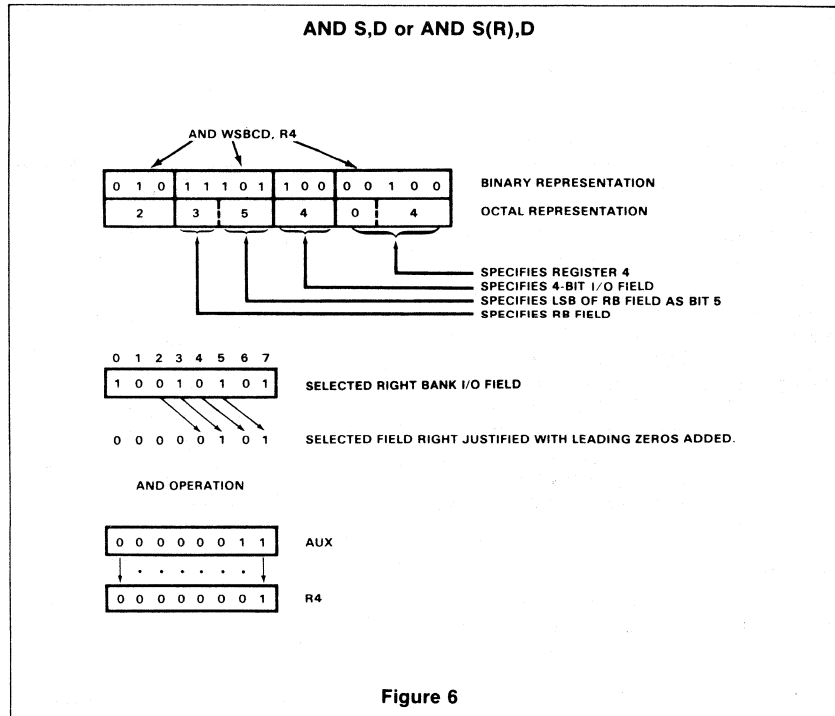 AND S,D or AND S(R),D
AND WSBCD, R4
0 1 0 1 1 1 0 1 1 0 0 0 0 1 0 0 BINARY REPRESENTATION
2 3 5 4 0 4 OCTAL REPRESENTATION
SPECIFIES REGISTER 4
SPECIFIES 4-BIT I/O FIELD
SPECIFIES LSB OF RB FIELD AS BIT 5
SPECIFIES RB FIELD
0 1 2 3 4 5 6 7
1 0 0 1 0 1 0 1 SELECTED RIGHT BANK I/O FIELD
0 0 0 0 0 1 0 1 SELECTED FIELD RIGHT JUSTIFIED WITH LEADING ZEROS ADDED.
AND OPERATION
0 0 0 0 0 0 1 1 AUX
0 0 0 0 0 0 0 1 R4
Figure 6